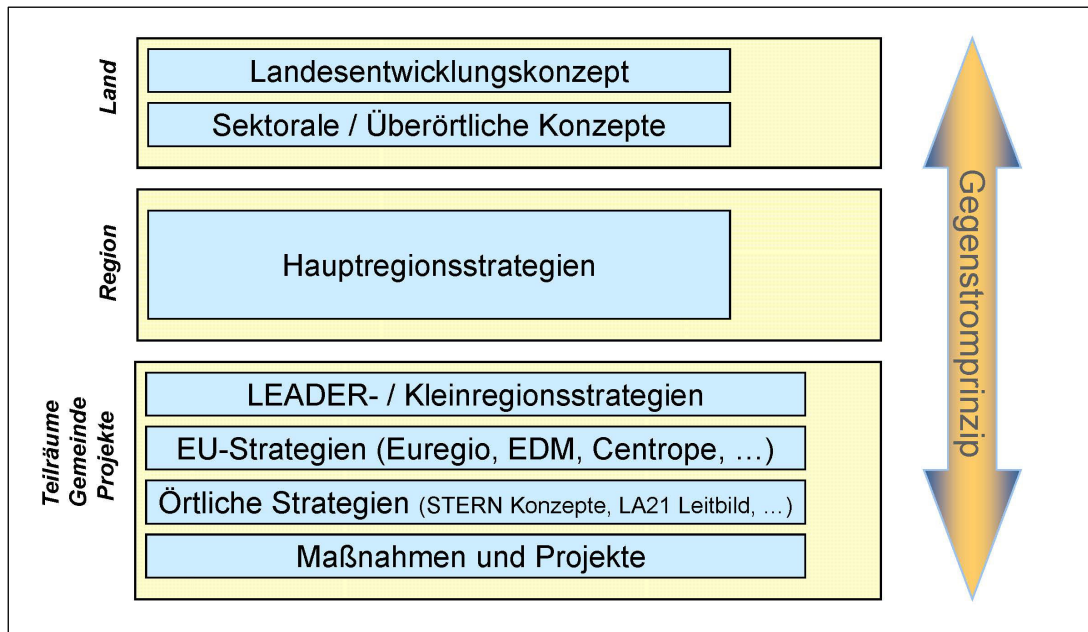 Land
Landesentwicklungskonzept
Sektorale / Überörtliche Konzepte
Region
Hauptregionsstrategien
Teilräume
Gemeinde
Projekte
LEADER- / Kleinregionsstrategien
EU-Strategien (Euregio, EDM, Centrope, …)
Örtliche Strategien (STERN Konzepte, LA21 Leitbild, …)
Maßnahmen und Projekte
Gegenstromprinzip